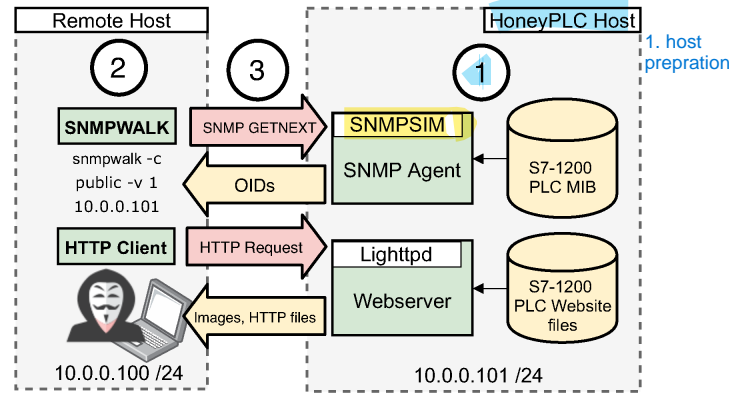 Remote Host
HoneyPLC Host
1. host
prepration
2
3
1
SNMPWALK
SNMP GETNEXT
SNMPSIM
snmpwalk -c
public -v 1
10.0.0.101
OIDs
SNMP Agent
S7-1200
PLC MIB
HTTP Client
HTTP Request
Lighttpd
Webserver
S7-1200
PLC Website
files
Images, HTTP files
10.0.0.100 /24
10.0.0.101 /24